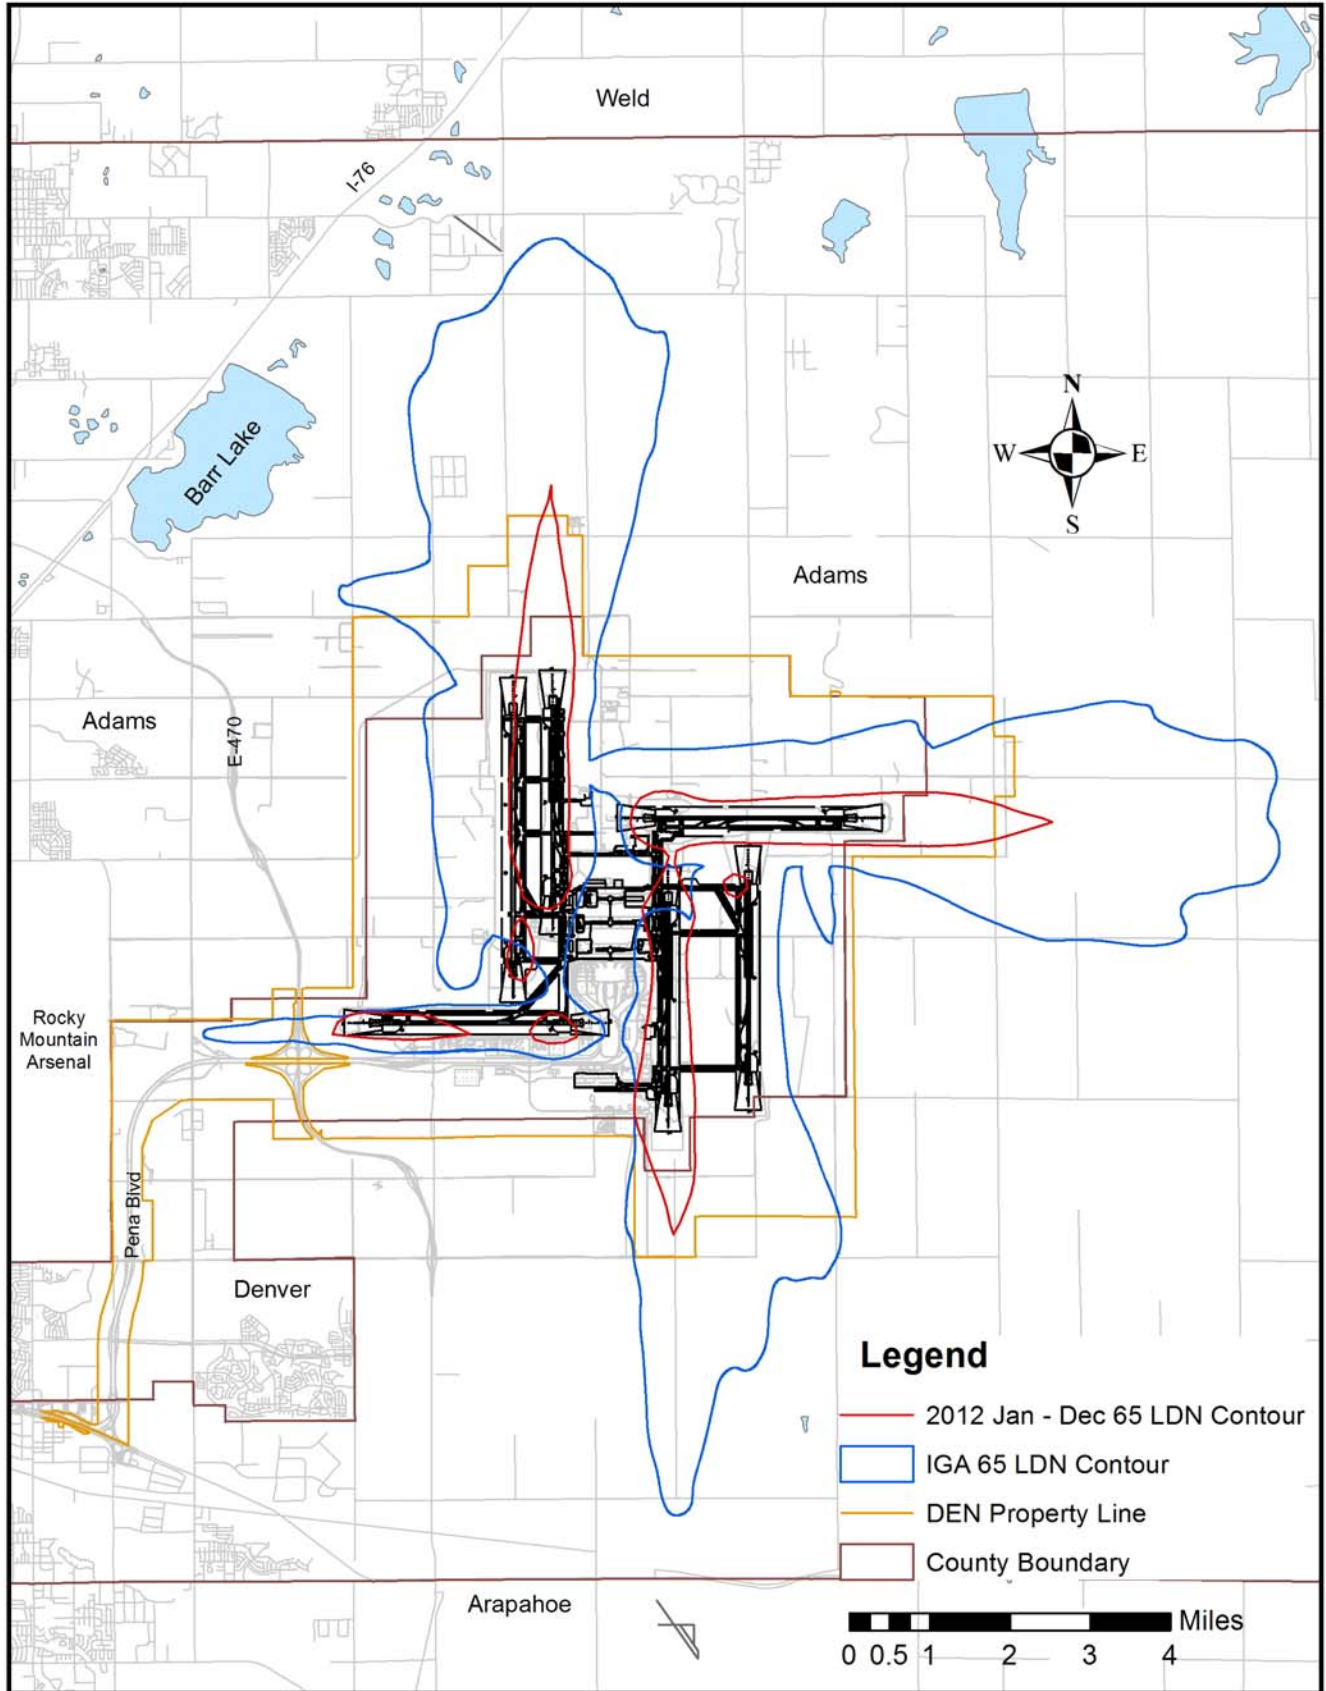 Weld
I-76
Barr Lake
N
W
E
S
Adams
Adams
E-470
Rocky
Mountain
Arsenal
Pena Blvd
Denver
Legend
2012 Jan - Dec 65 LDN Contour
IGA 65 LDN Contour
DEN Property Line
County Boundary
Arapahoe
Miles
0 0.5 1 2 3 4